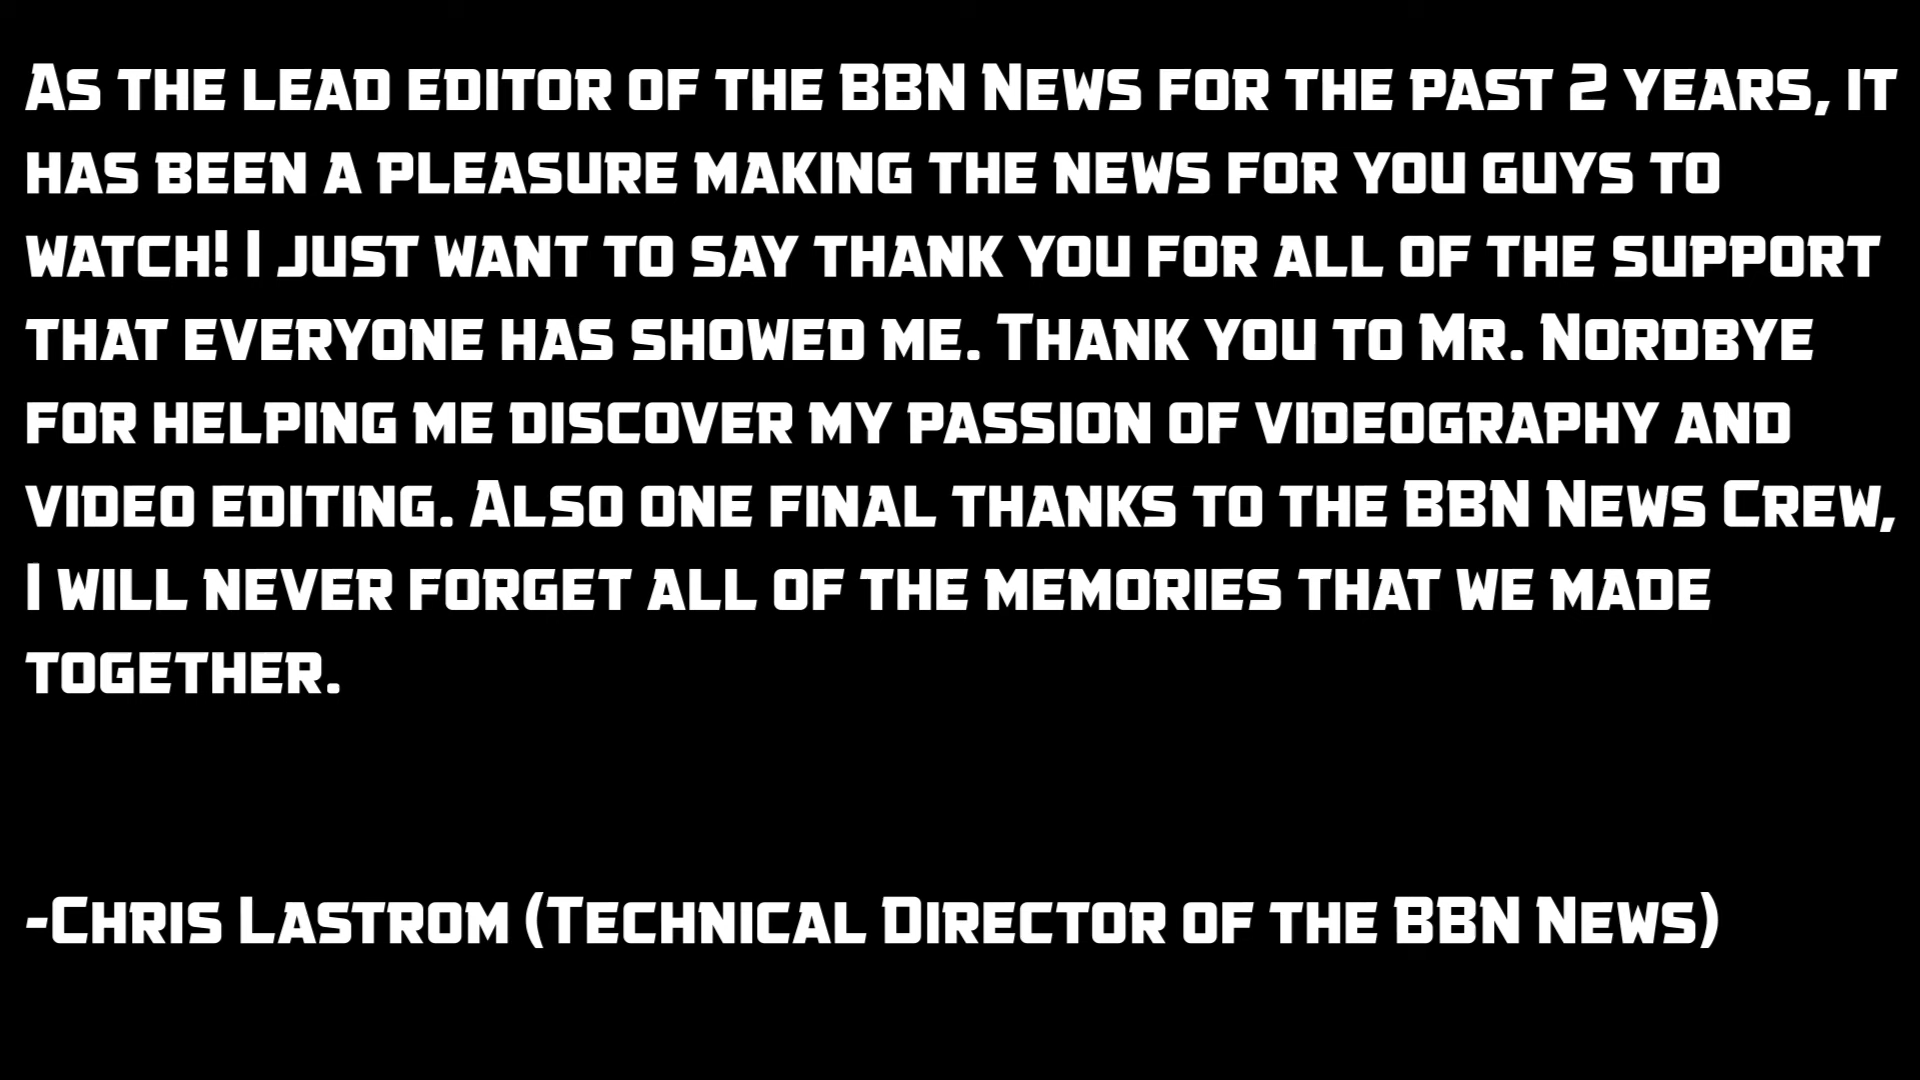 As the lead editor of the BBN News for the past 2 years, it
has been a pleasure making the news for you guys to
watch! I just want to say thank you for all of the support
that everyone has showed me. Thank you to Mr. Nordbye
for helping me discover my passion of videography and
video editing. Also one final thanks to the BBN News Crew,
I will never forget all of the memories that we made
together.
-Chris Lastrom (Technical Director of the BBN News)